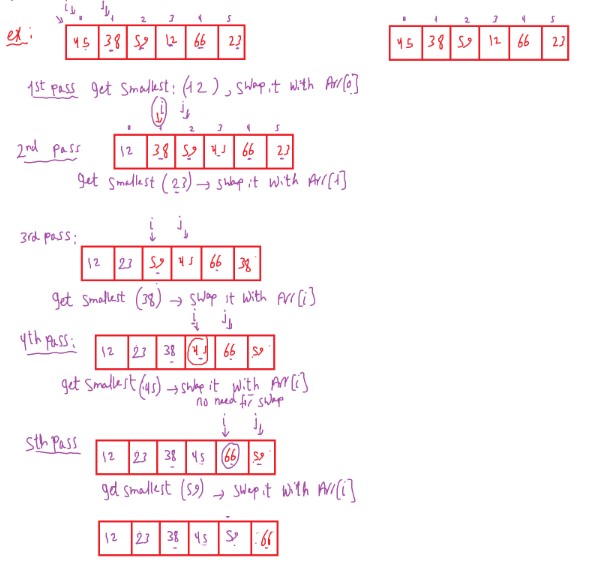 i j
0 1 2 3 4 5
ex: 45 38 59 12 66 23
0 1 2 3 4 5
45 38 59 12 66 23
1st pass get smallest: (12), swap it with Arr[0]
i j
0 1 2 3 4 5
2nd pass 12 38 59 45 66 23
get smallest (23) → swap it with Arr[1]
i j
3rd pass: 12 23 59 45 66 38
get smallest (38) → swap it with Arr[i]
i j
4th pass: 12 23 38 45 66 59
get smallest (45) → swap it with Arr[i]
no need for swap
i j
5th pass 12 23 38 45 66 59
get smallest (59) → swap it with Arr[i]
12 23 38 45 59 66